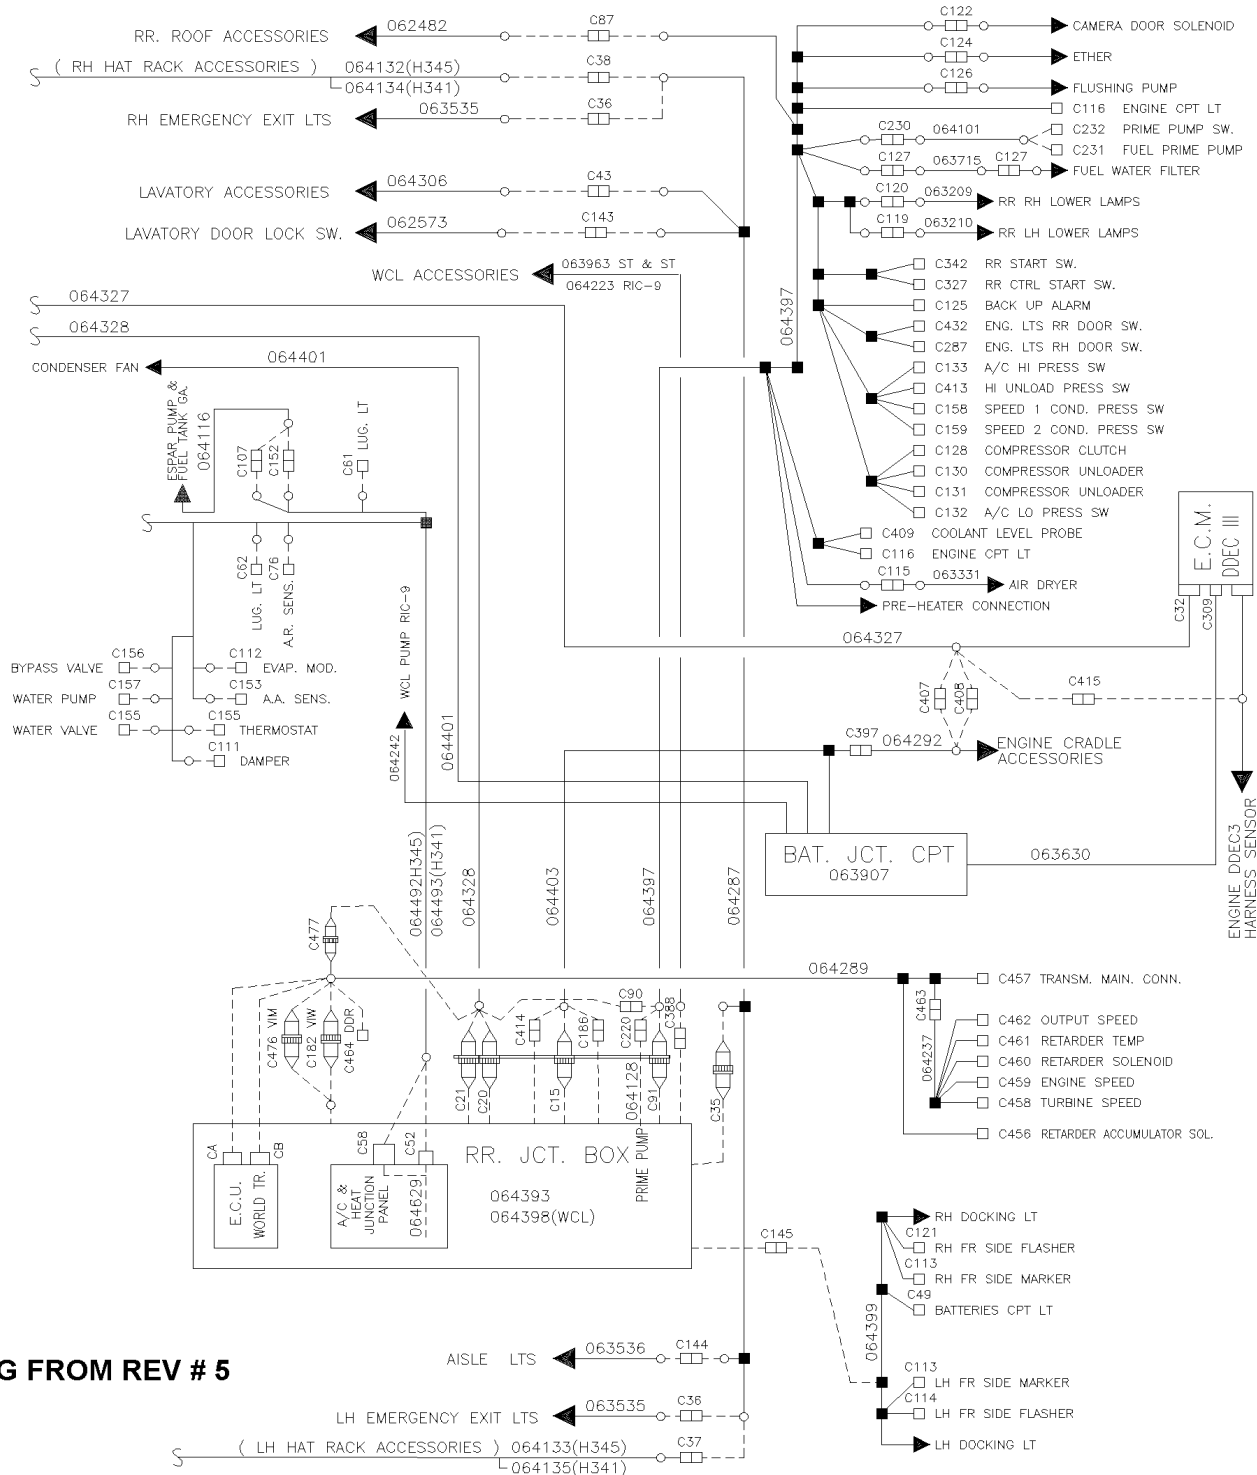 C122
CAMERA DOOR SOLENOID
RR. ROOF ACCESSORIES
062482
C87
C124
ETHER
( RH HAT RACK ACCESSORIES )
064132(H345)
064134(H341)
C38
C126
FLUSHING PUMP
RH EMERGENCY EXIT LTS
063535
C36
C116 ENGINE CPT LT
C230
064101
C232 PRIME PUMP SW.
C231 FUEL PRIME PUMP
C127
063715
C127
FUEL WATER FILTER
LAVATORY ACCESSORIES
064306
C43
C120
063209
RR RH LOWER LAMPS
LAVATORY DOOR LOCK SW.
062573
C143
C119
063210
RR LH LOWER LAMPS
WCL ACCESSORIES
063963 ST & ST
064223 RIC-9
C342 RR START SW.
C327 RR CTRL START SW.
C125 BACK UP ALARM
C432 ENG. LTS RR DOOR SW.
C287 ENG. LTS RH DOOR SW.
C133 A/C HI PRESS SW
C413 HI UNLOAD PRESS SW
C158 SPEED 1 COND. PRESS SW
C159 SPEED 2 COND. PRESS SW
C128 COMPRESSOR CLUTCH
C130 COMPRESSOR UNLOADER
C131 COMPRESSOR UNLOADER
C132 A/C LO PRESS SW
C409 COOLANT LEVEL PROBE
C116 ENGINE CPT LT
C115
063331
AIR DRYER
PRE-HEATER CONNECTION
064397
064327
064328
CONDENSER FAN
064401
ESPAR PUMP &
FUEL TANK GA.
064116
C107
C152
C61
LUG. LT
C62
LUG. LT
C76
A.R. SENS.
E.C.M.
DDEC III
C32
C309
064327
C407
C408
C415
BYPASS VALVE
C156
C112
EVAP. MOD.
WATER PUMP
C157
C153
A.A. SENS.
WATER VALVE
C155
C155
THERMOSTAT
C111
DAMPER
WCL PUMP RIC-9
064242
064401
C397
064292
ENGINE CRADLE
ACCESSORIES
BAT. JCT. CPT
063907
063630
ENGINE DDEC3
HARNESS SENSOR
064492H345)
064493(H341)
064328
064403
064397
064287
C477
064289
C457 TRANSM. MAIN. CONN.
C463
064237
C462 OUTPUT SPEED
C461 RETARDER TEMP
C460 RETARDER SOLENOID
C459 ENGINE SPEED
C458 TURBINE SPEED
C456 RETARDER ACCUMULATOR SOL.
C476 VIM
C182 VIW
C464 DDR
C90
C414
C186
C220
C388
C21
C20
C15
064128
C91
C35
PRIME PUMP
CA
CB
E.C.U.
WORLD TR.
C58
C52
A/C &
HEAT
JUNCTION
PANEL
064629
RR. JCT. BOX
064393
064398(WCL)
C145
RH DOCKING LT
C121
RH FR SIDE FLASHER
C113
RH FR SIDE MARKER
C49
BATTERIES CPT LT
064399
C113
LH FR SIDE MARKER
C114
LH FR SIDE FLASHER
LH DOCKING LT
G FROM REV # 5
AISLE LTS
063536
C144
LH EMERGENCY EXIT LTS
063535
C36
( LH HAT RACK ACCESSORIES )
064133(H345)
064135(H341)
C37